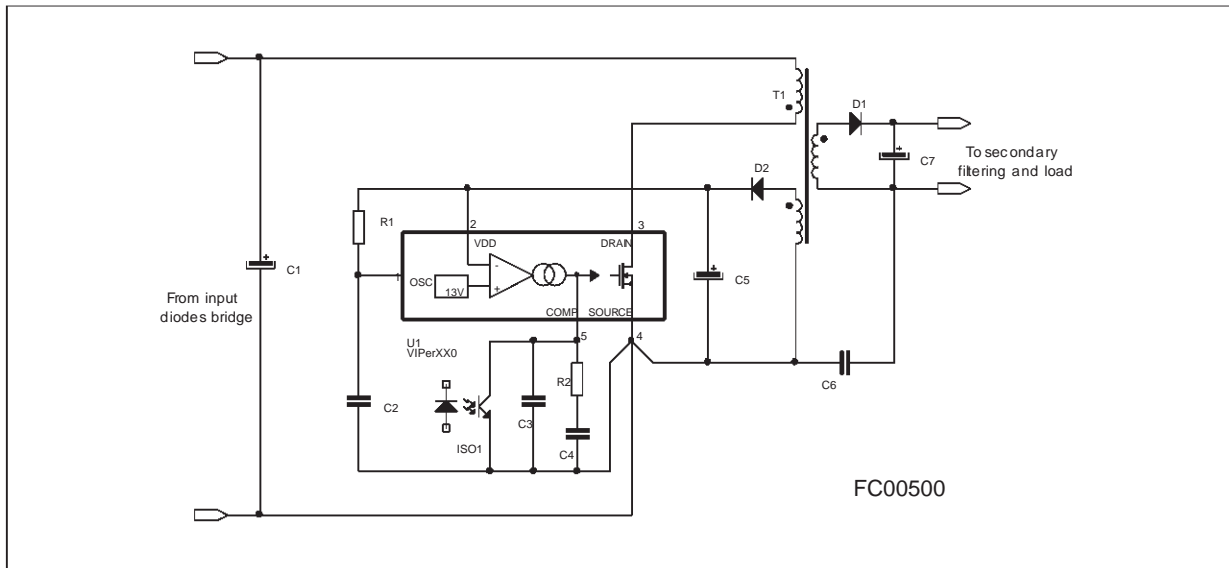 T1
D1
C7
To secondary
filtering and load
D2
R1
2
3
VDD
DRAIN
1
OSC
-
+
13V
COMP
SOURCE
C1
C5
From input
diodes bridge
U1
VIPerXX0
5
4
R2
C6
C2
C3
ISO1
C4
FC00500
+
+
+